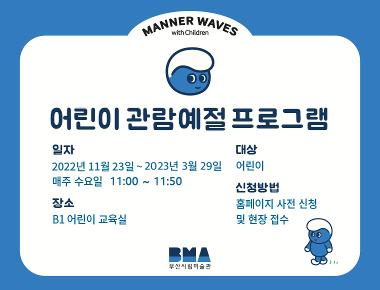 MANNER WAVES
with Children
어린이 관람예절 프로그램
일자
2022년 11월 23일 ~ 2023년 3월 29일
매주 수요일 11:00 ~ 11:50
장소
B1 어린이 교육실
대상
어린이
신청방법
홈페이지 사전 신청
및 현장 접수
BMA
부산시립미술관